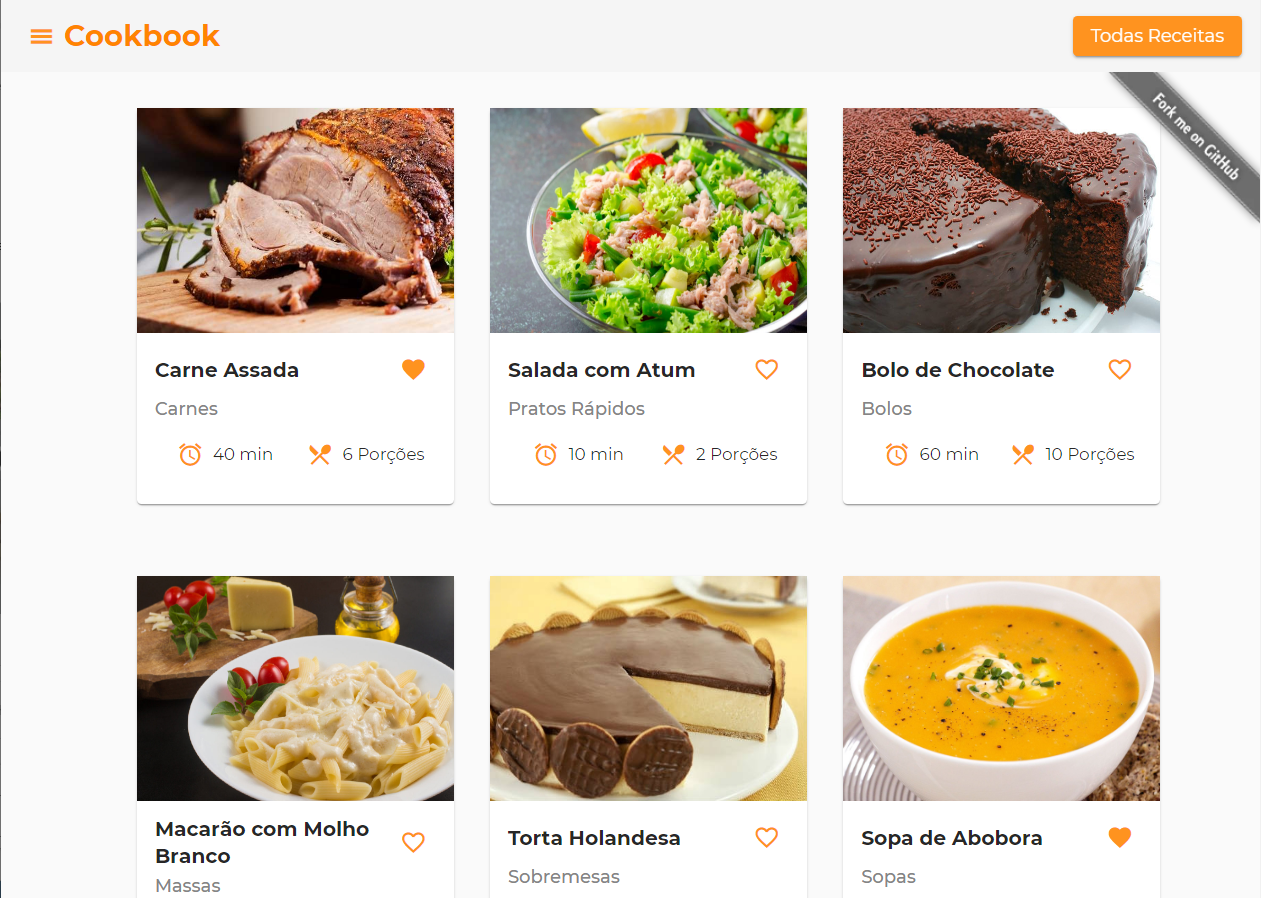 Cookbook
Todas Receitas
Fork me on GitHub
Carne Assada
Carnes
40 min
6 Porções
Salada com Atum
Pratos Rápidos
10 min
2 Porções
Bolo de Chocolate
Bolos
60 min
10 Porções
Macarão com Molho
Branco
Massas
Torta Holandesa
Sobremesas
Sopa de Abobora
Sopas